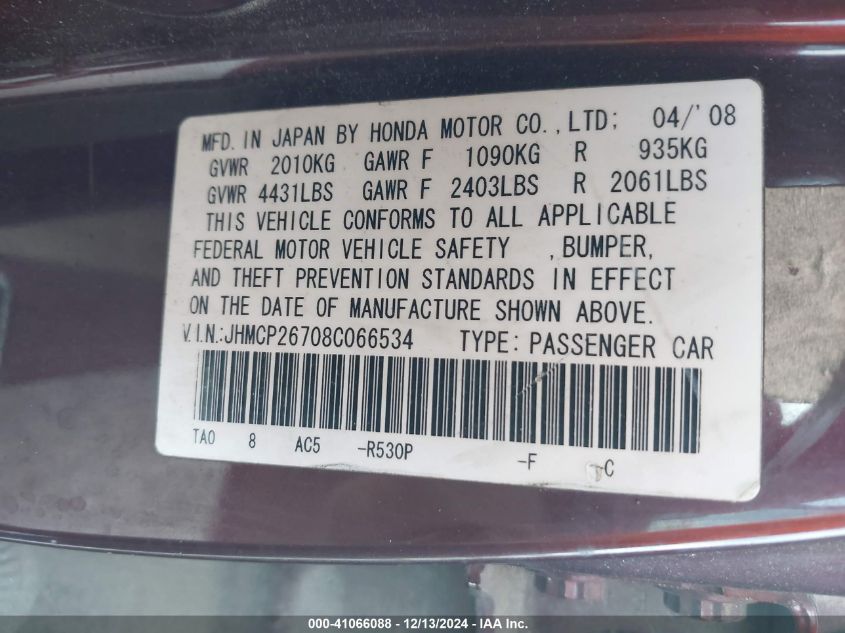 MFD. IN JAPAN BY HONDA MOTOR CO., LTD; 04/'08
GVWR 2010KG GAWR F 1090KG R 935KG
GVWR 4431LBS GAWR F 2403LBS R 2061LBS
THIS VEHICLE CONFORMS TO ALL APPLICABLE
FEDERAL MOTOR VEHICLE SAFETY , BUMPER,
AND THEFT PREVENTION STANDARDS IN EFFECT
ON THE DATE OF MANUFACTURE SHOWN ABOVE.
V.I.N.:JHMCP26708C066534 TYPE: PASSENGER CAR
TA0 8 AC5 -R530P -F -C
000-41066088 - 12/13/2024 - IAA Inc.